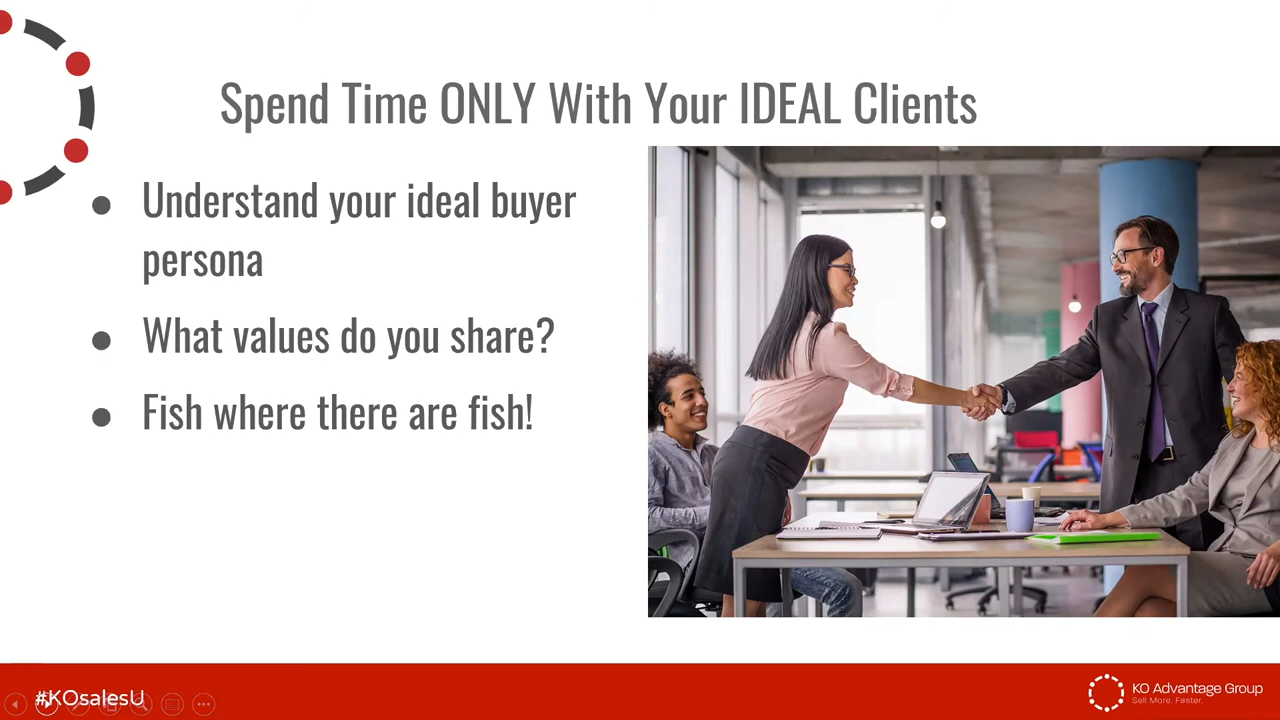 Spend Time ONLY With Your IDEAL Clients
Understand your ideal buyer
persona
What values do you share?
Fish where there are fish!
#KOsalesU
KO Advantage Group
Sell More. Faster.